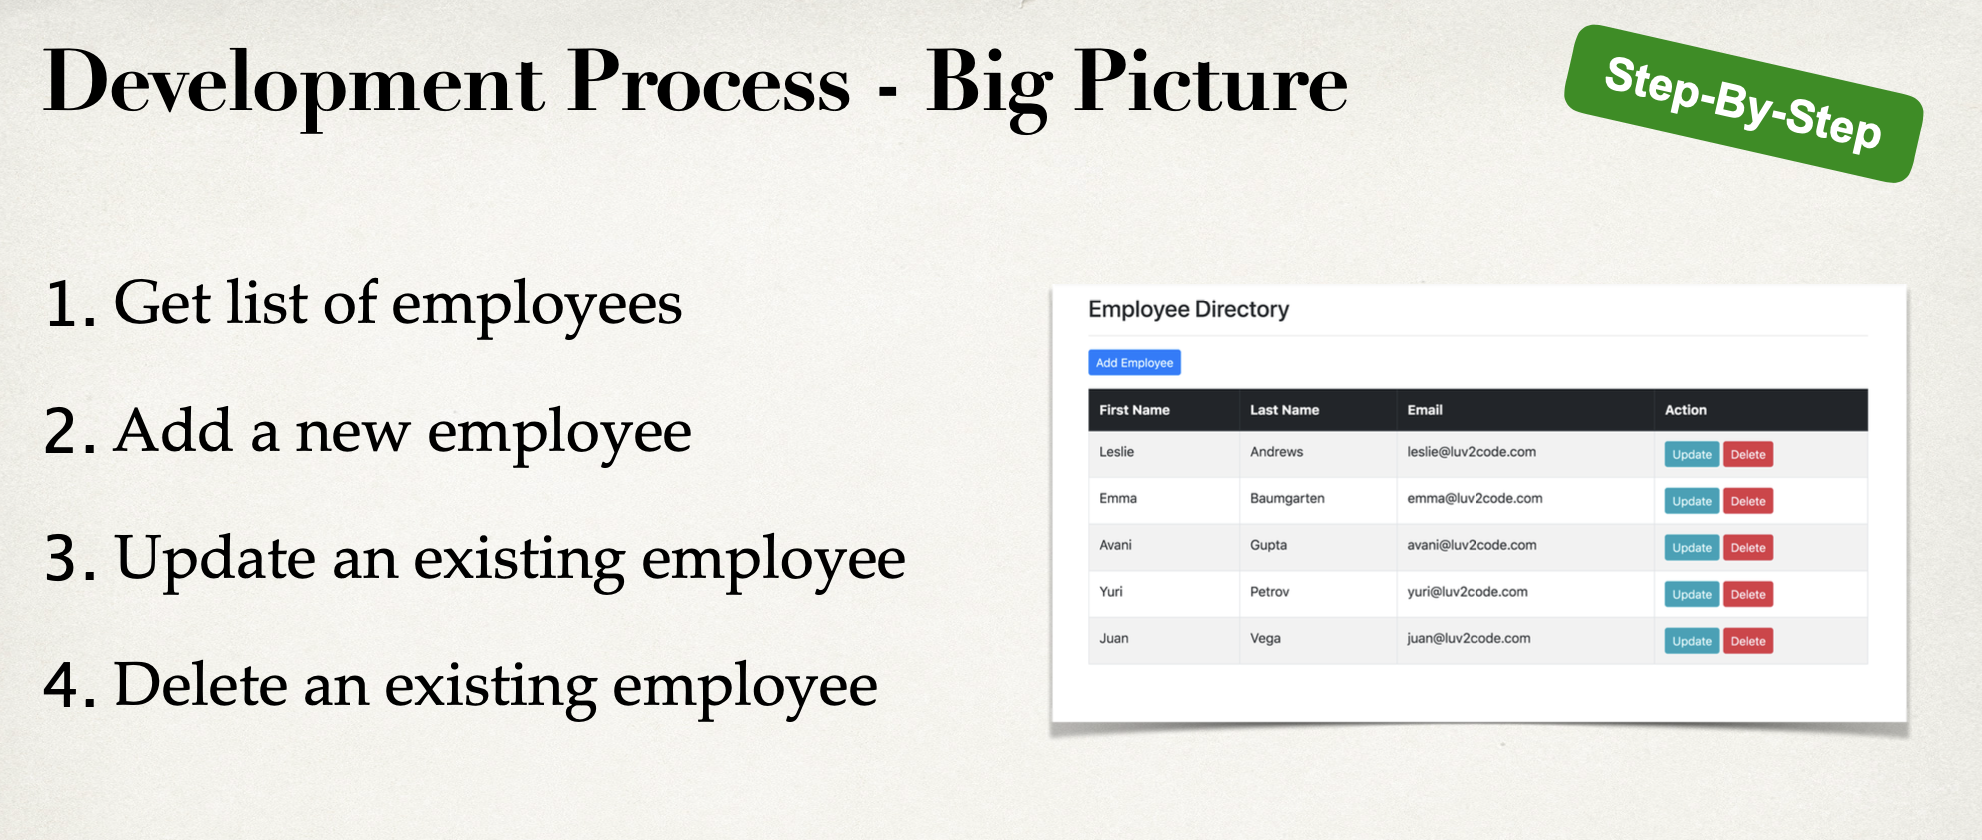 Development Process - Big Picture
Step-By-Step
1. Get list of employees
2. Add a new employee
3. Update an existing employee
4. Delete an existing employee
Employee Directory
Add Employee
First Name Last Name Email Action
Leslie Andrews leslie@luv2code.com Update Delete
Emma Baumgarten emma@luv2code.com Update Delete
Avani Gupta avani@luv2code.com Update Delete
Yuri Petrov yuri@luv2code.com Update Delete
Juan Vega juan@luv2code.com Update Delete